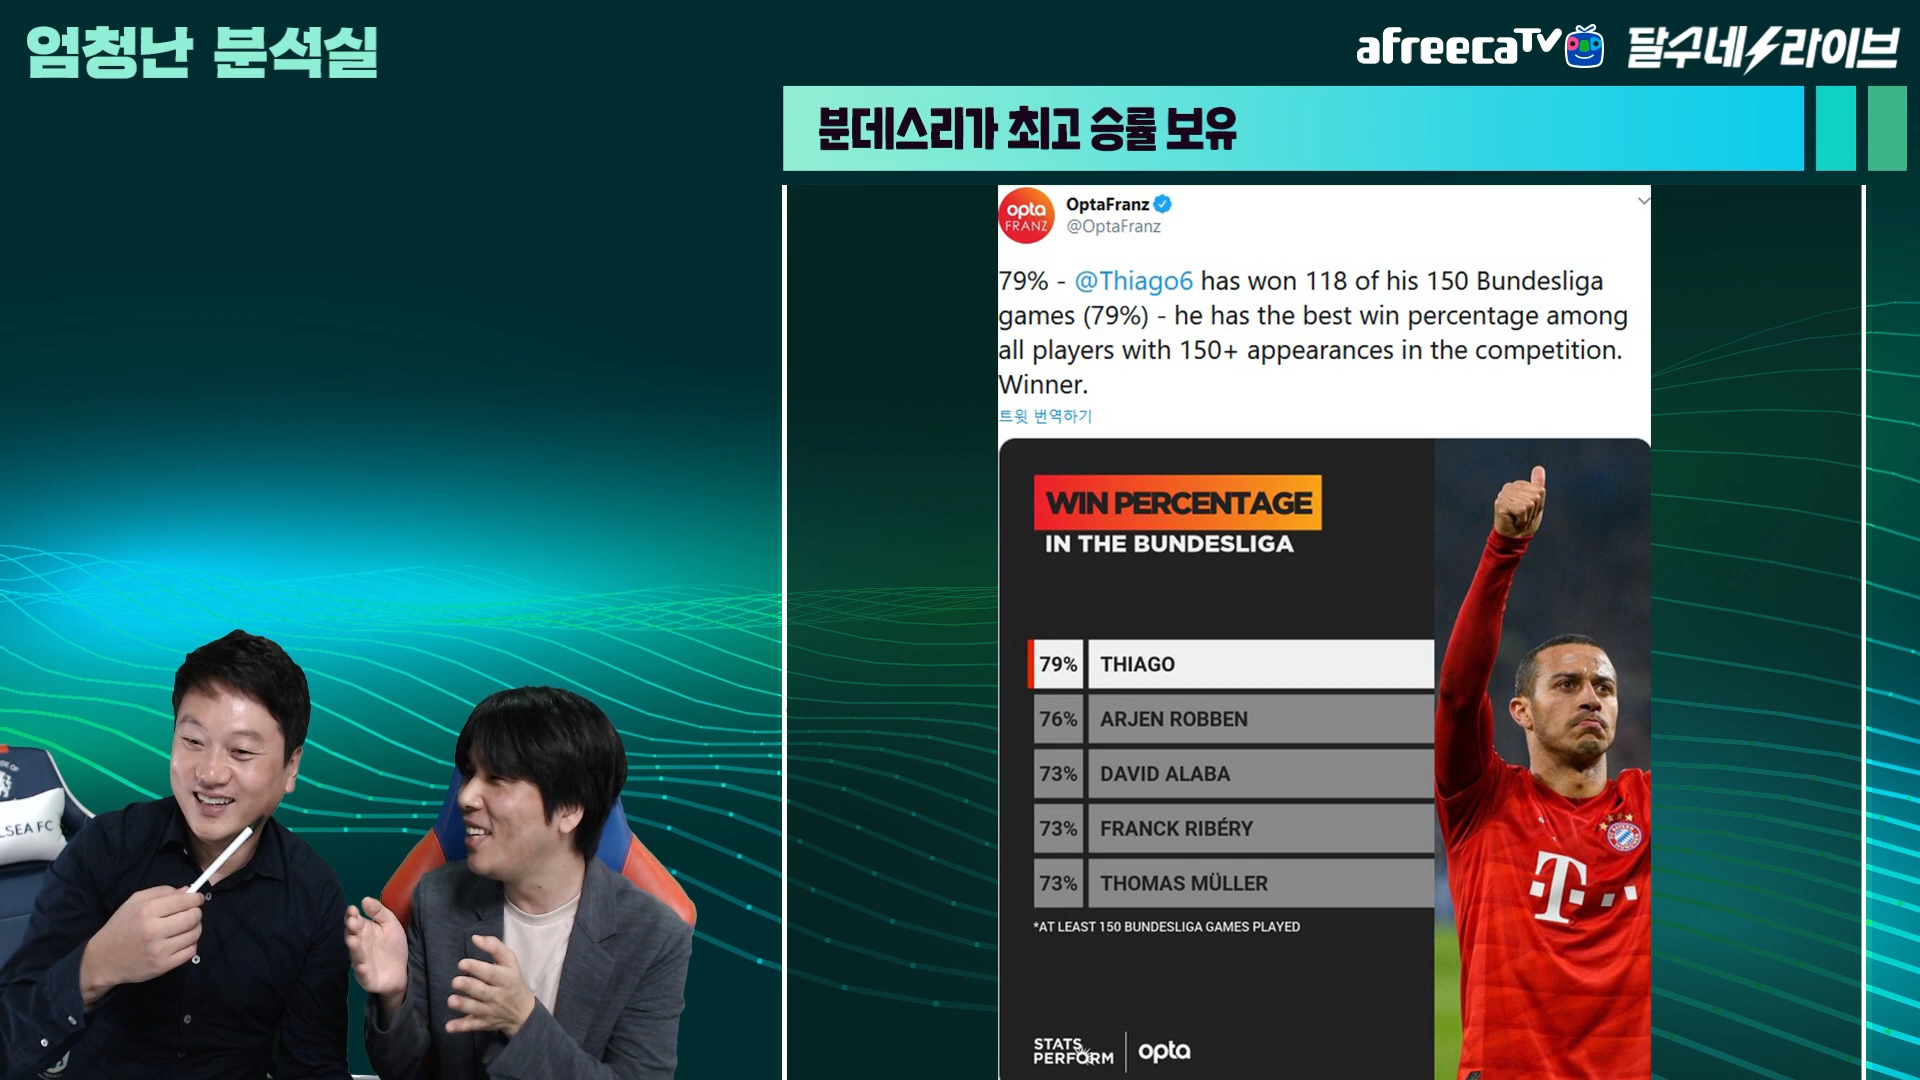 엄청난 분석실
afreecaTV 달수네라이브
분데스리가 최고 승률 보유
opta
FRANZ
OptaFranz
@OptaFranz
79% - @Thiago6 has won 118 of his 150 Bundesliga
games (79%) - he has the best win percentage among
all players with 150+ appearances in the competition.
Winner.
트윗 번역하기
WIN PERCENTAGE
IN THE BUNDESLIGA
79% THIAGO
76% ARJEN ROBBEN
73% DAVID ALABA
73% FRANCK RIBÉRY
73% THOMAS MÜLLER
*AT LEAST 150 BUNDESLIGA GAMES PLAYED
STATS
PERFORM
opta
LSEA FC